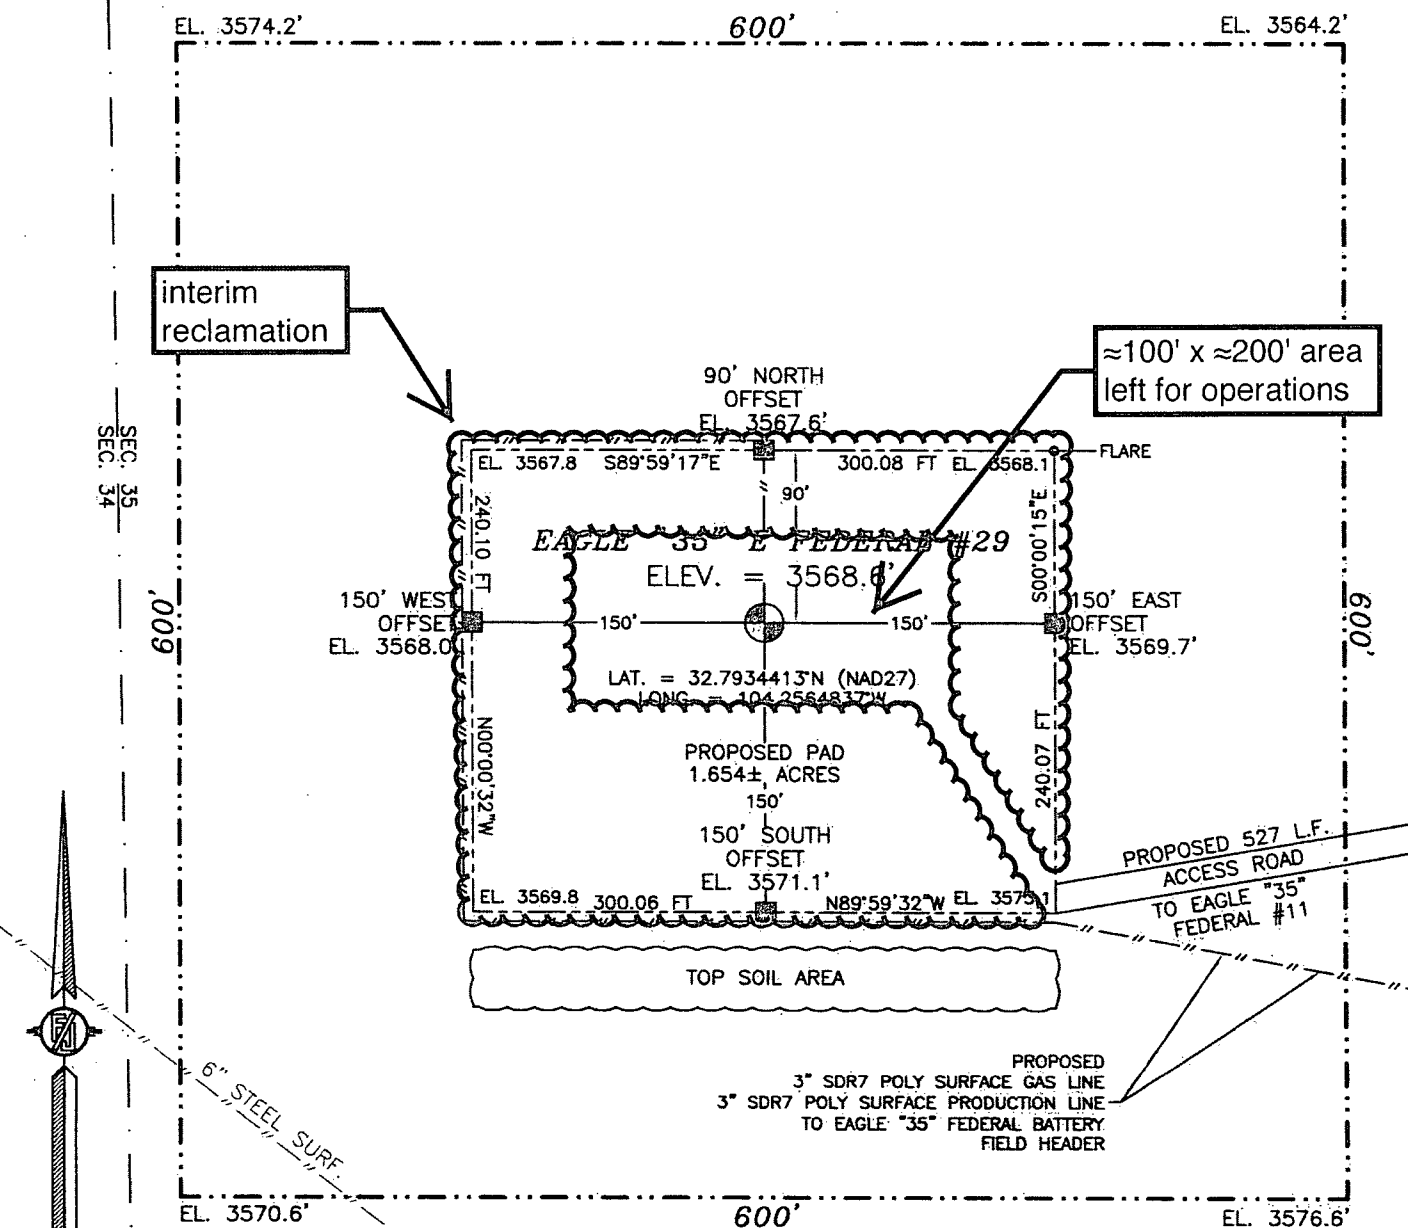 EL. 3574.2'
600'
EL. 3564.2'
interim
reclamation
≈100' x ≈200' area
left for operations
90' NORTH
OFFSET
EL. 3567.6'
SEC. 35
SEC. 34
EL. 3567.8
S89°59'17"E
300.08 FT
EL. 3568.1
FLARE
240.10 FT
90'
S00°00'15"E
EAGLE "35" E FEDERAL #29
ELEV. = 3568.6'
600'
150' WEST
OFFSET
EL. 3568.0
150'
150'
150' EAST
OFFSET
EL. 3569.7'
600'
LAT. = 32.7934413°N (NAD27)
LONG. = 104.2564837°W
N00°00'32"W
240.07 FT
PROPOSED PAD
1.654± ACRES
150'
150' SOUTH
OFFSET
EL. 3571.1'
PROPOSED 527 L.F.
ACCESS ROAD
TO EAGLE "35"
FEDERAL #11
EL. 3569.8
300.06 FT
N89°59'32"W
EL. 3575.1
TOP SOIL AREA
6" STEEL SURF.
PROPOSED
3" SDR7 POLY SURFACE GAS LINE
3" SDR7 POLY SURFACE PRODUCTION LINE
TO EAGLE "35" FEDERAL BATTERY
FIELD HEADER
EL. 3570.6'
600'
EL. 3576.6'